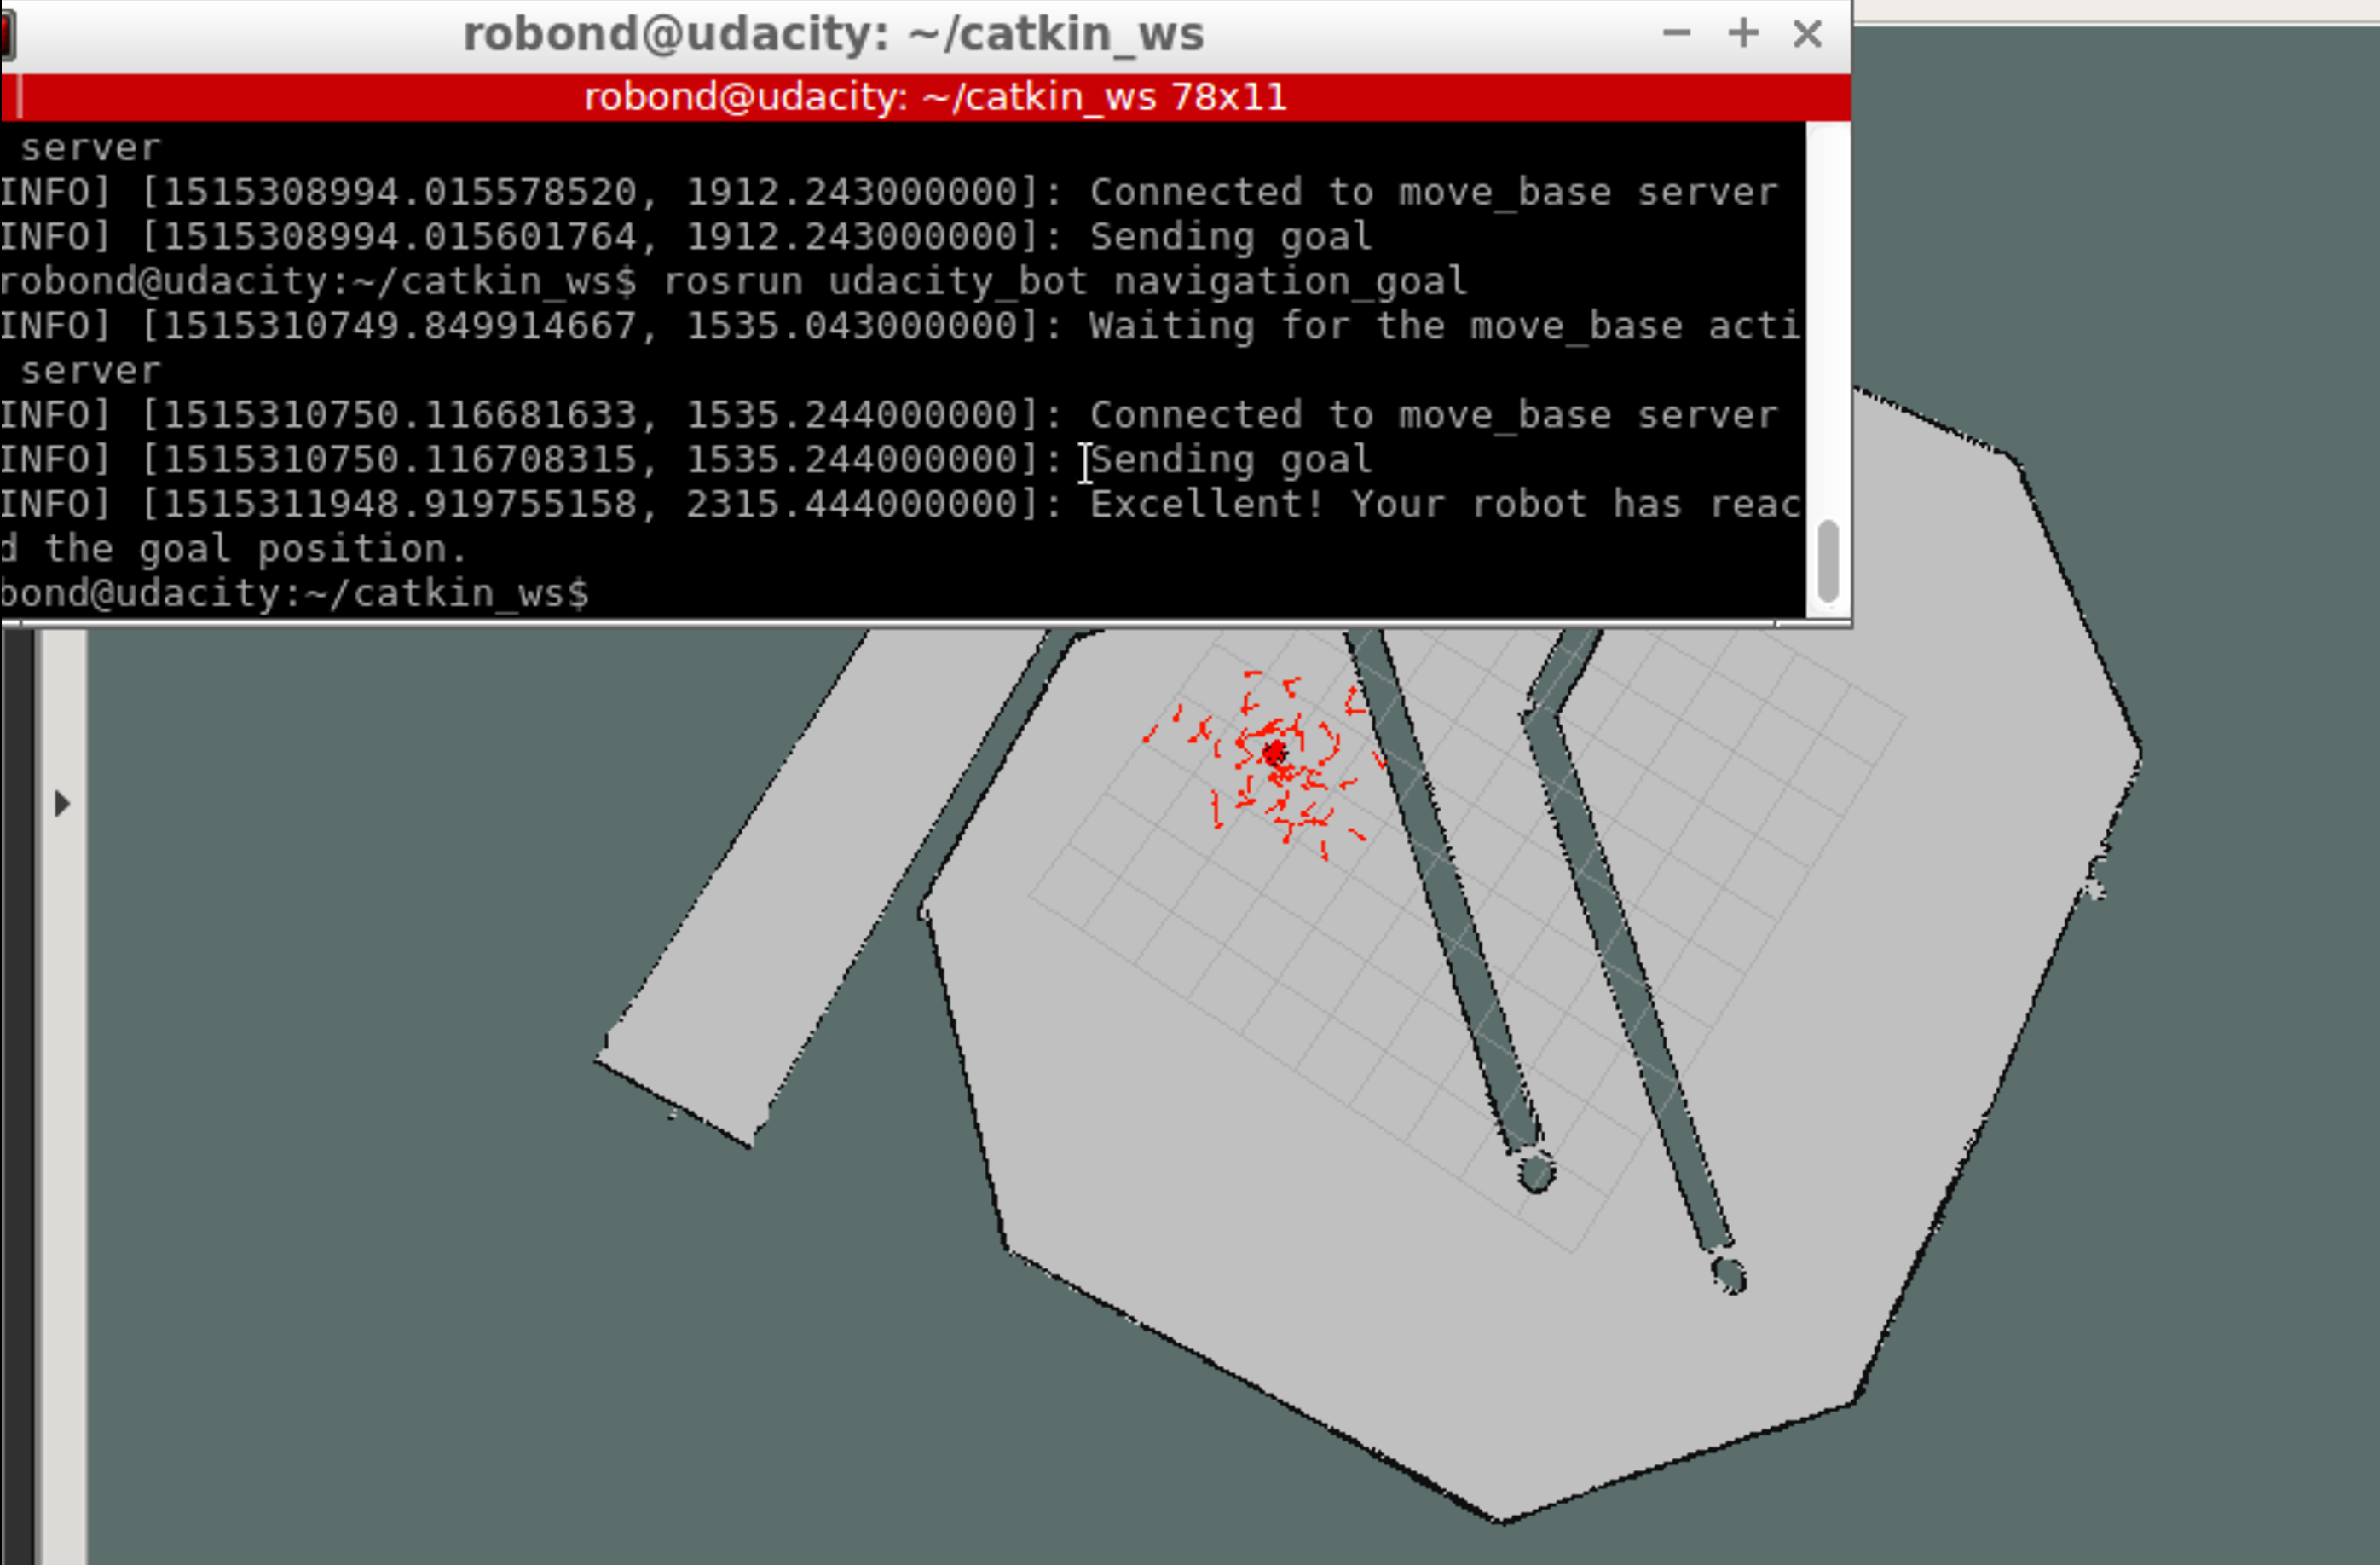 robond@udacity: ~/catkin_ws
robond@udacity: ~/catkin_ws 78x11
server
INFO] [1515308994.015578520, 1912.243000000]: Connected to move_base server
INFO] [1515308994.015601764, 1912.243000000]: Sending goal
robond@udacity:~/catkin_ws$ rosrun udacity_bot navigation_goal
INFO] [1515310749.849914667, 1535.043000000]: Waiting for the move_base acti
server
INFO] [1515310750.116681633, 1535.244000000]: Connected to move_base server
INFO] [1515310750.116708315, 1535.244000000]: Sending goal
INFO] [1515311948.919755158, 2315.444000000]: Excellent! Your robot has reac
d the goal position.
bond@udacity:~/catkin_ws$